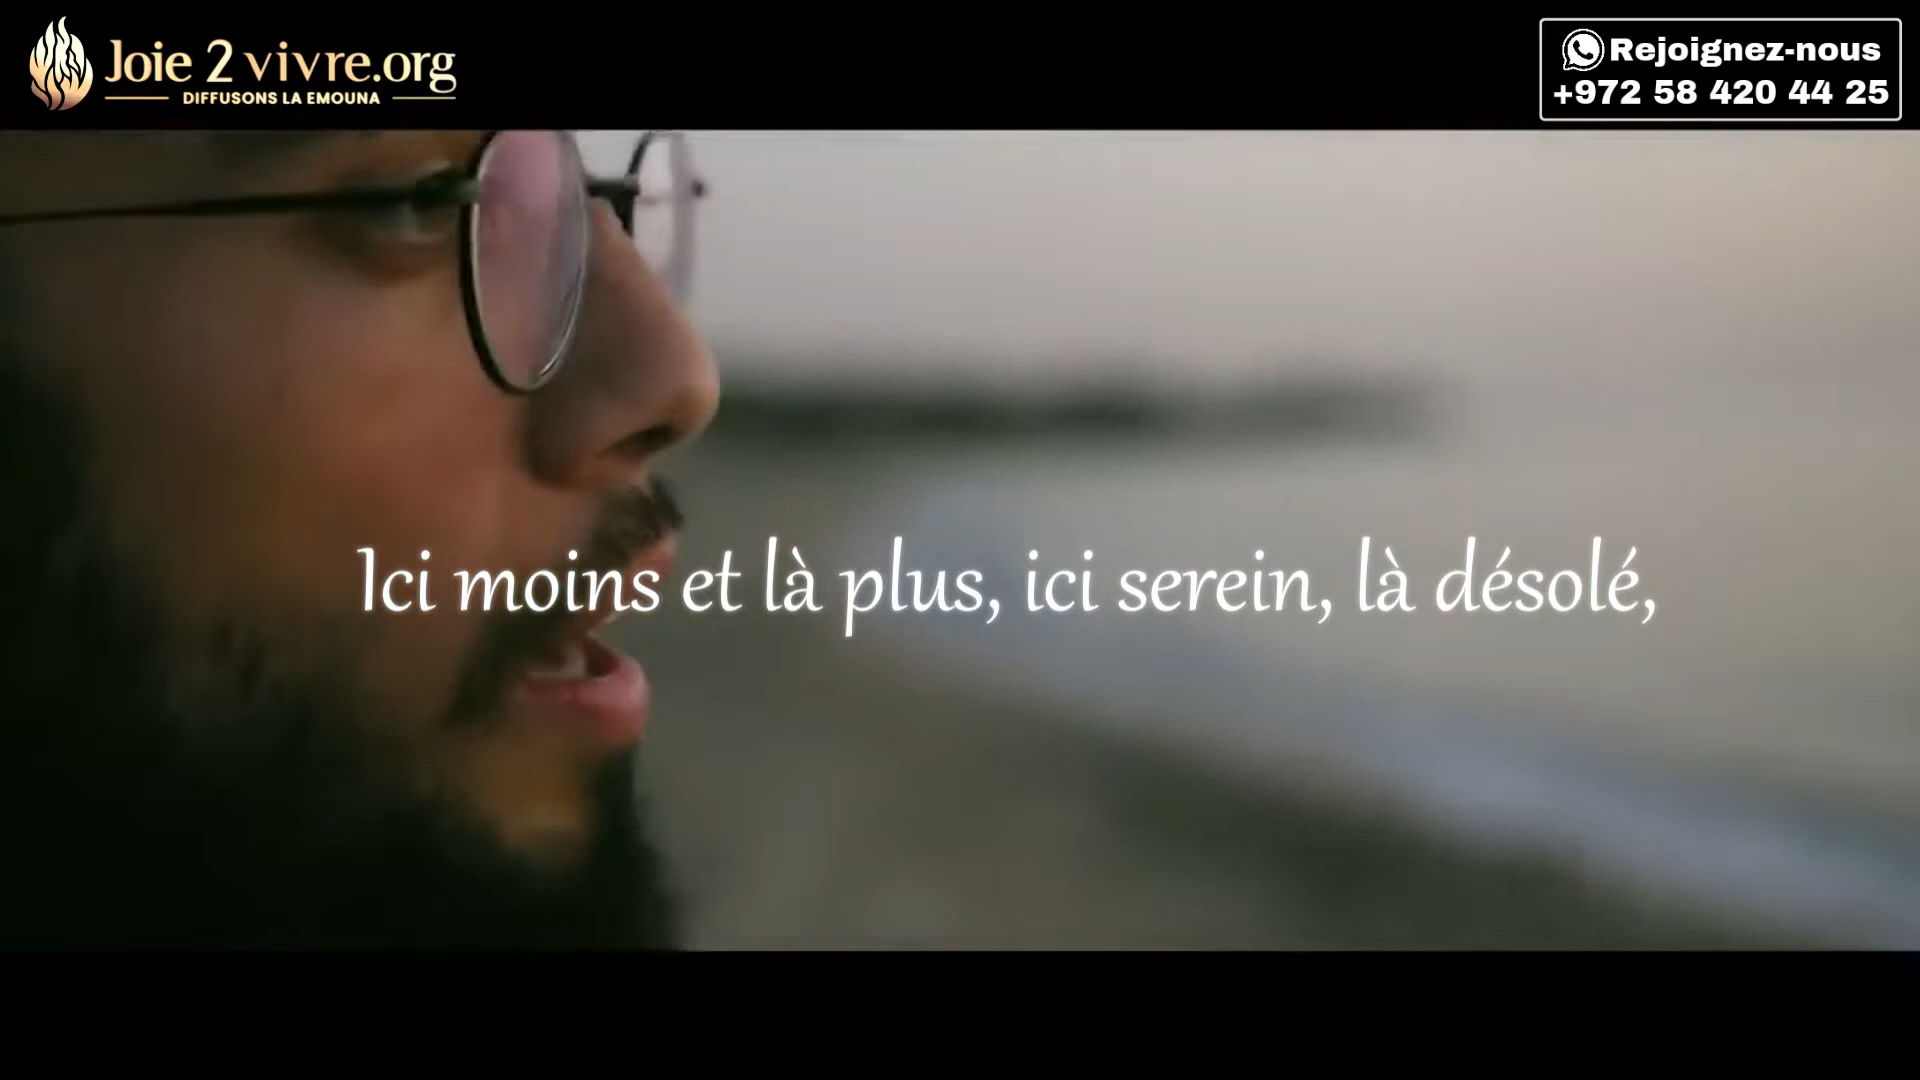 Joie 2 vivre.org
DIFFUSONS LA EMOUNA
Rejoignez-nous
+972 58 420 44 25
Ici moins et là plus, ici serein, là désolé,